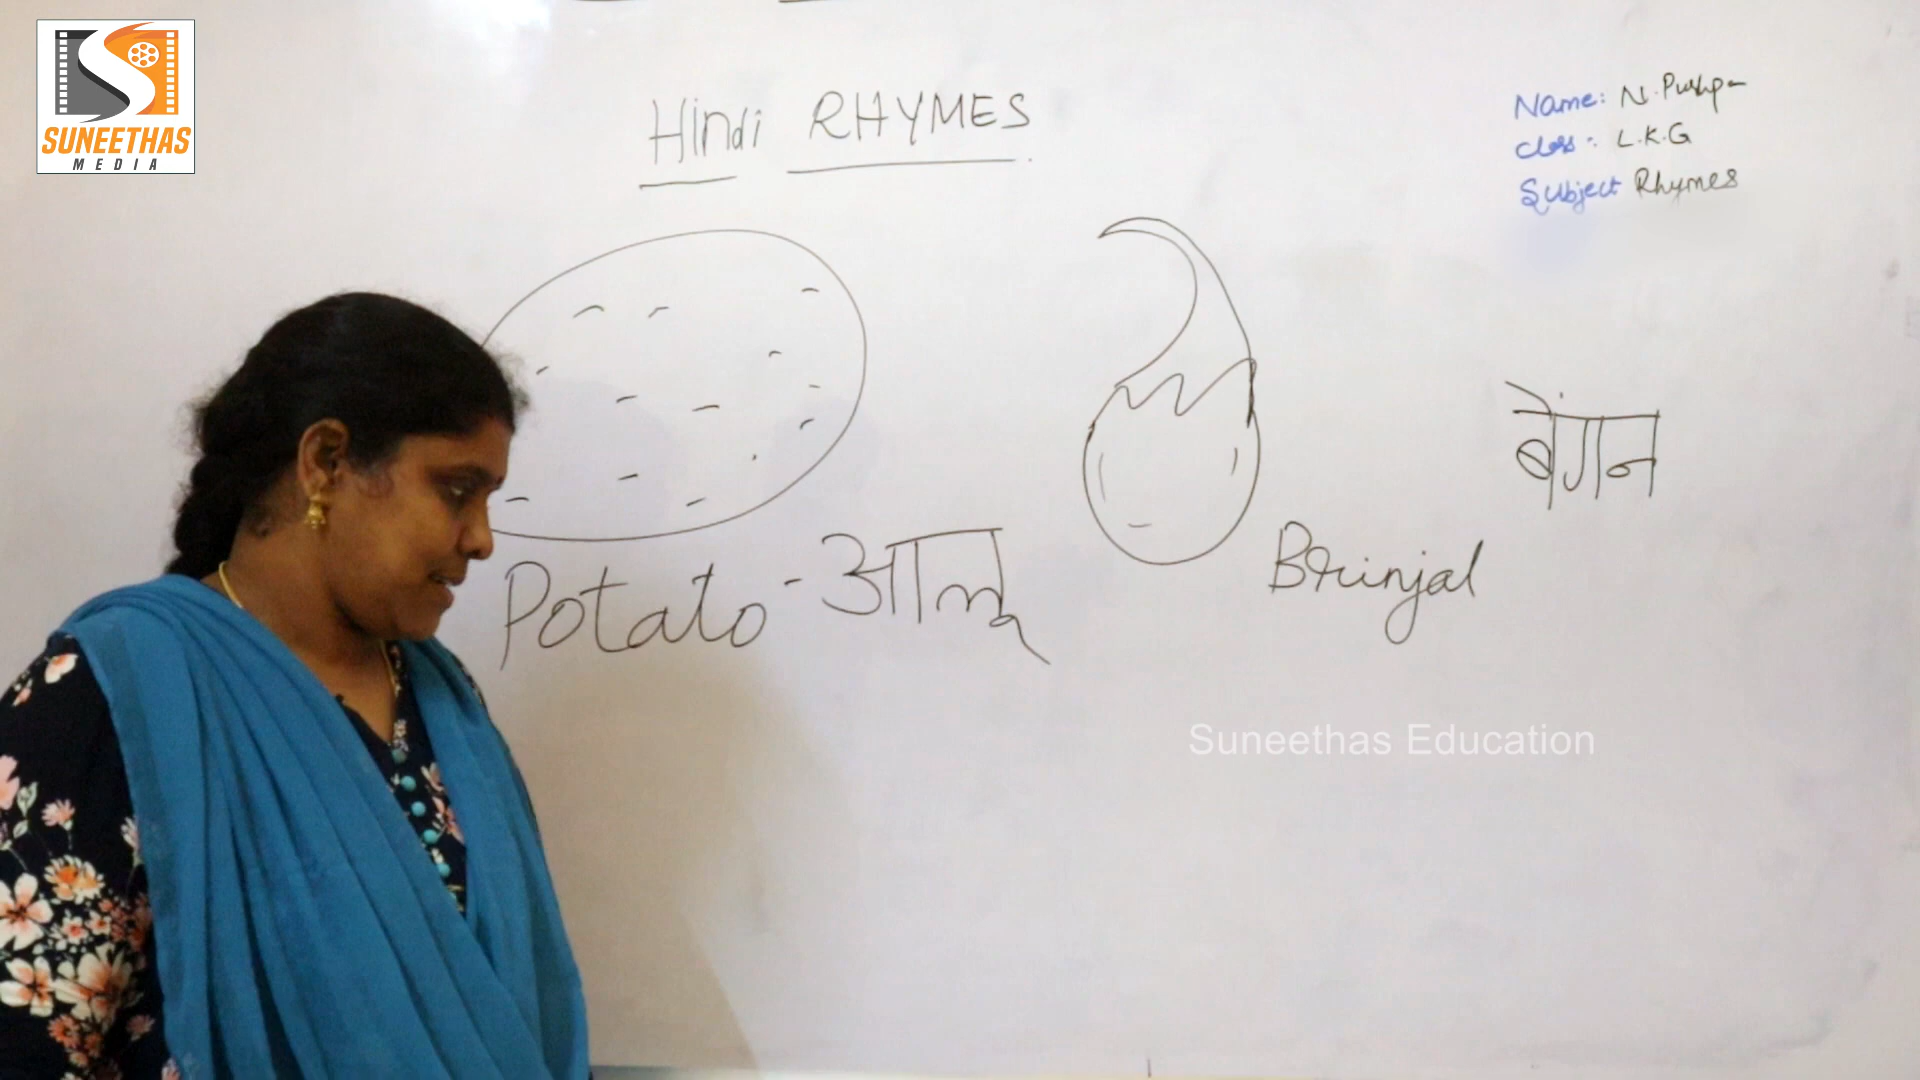 SUNEETHAS
MEDIA
Hindi RHYMES
Name: N. Pushpa
Class: L.K.G
Subject Rhymes
Potato - आलू
Brinjal
बैंगन
Suneethas Education